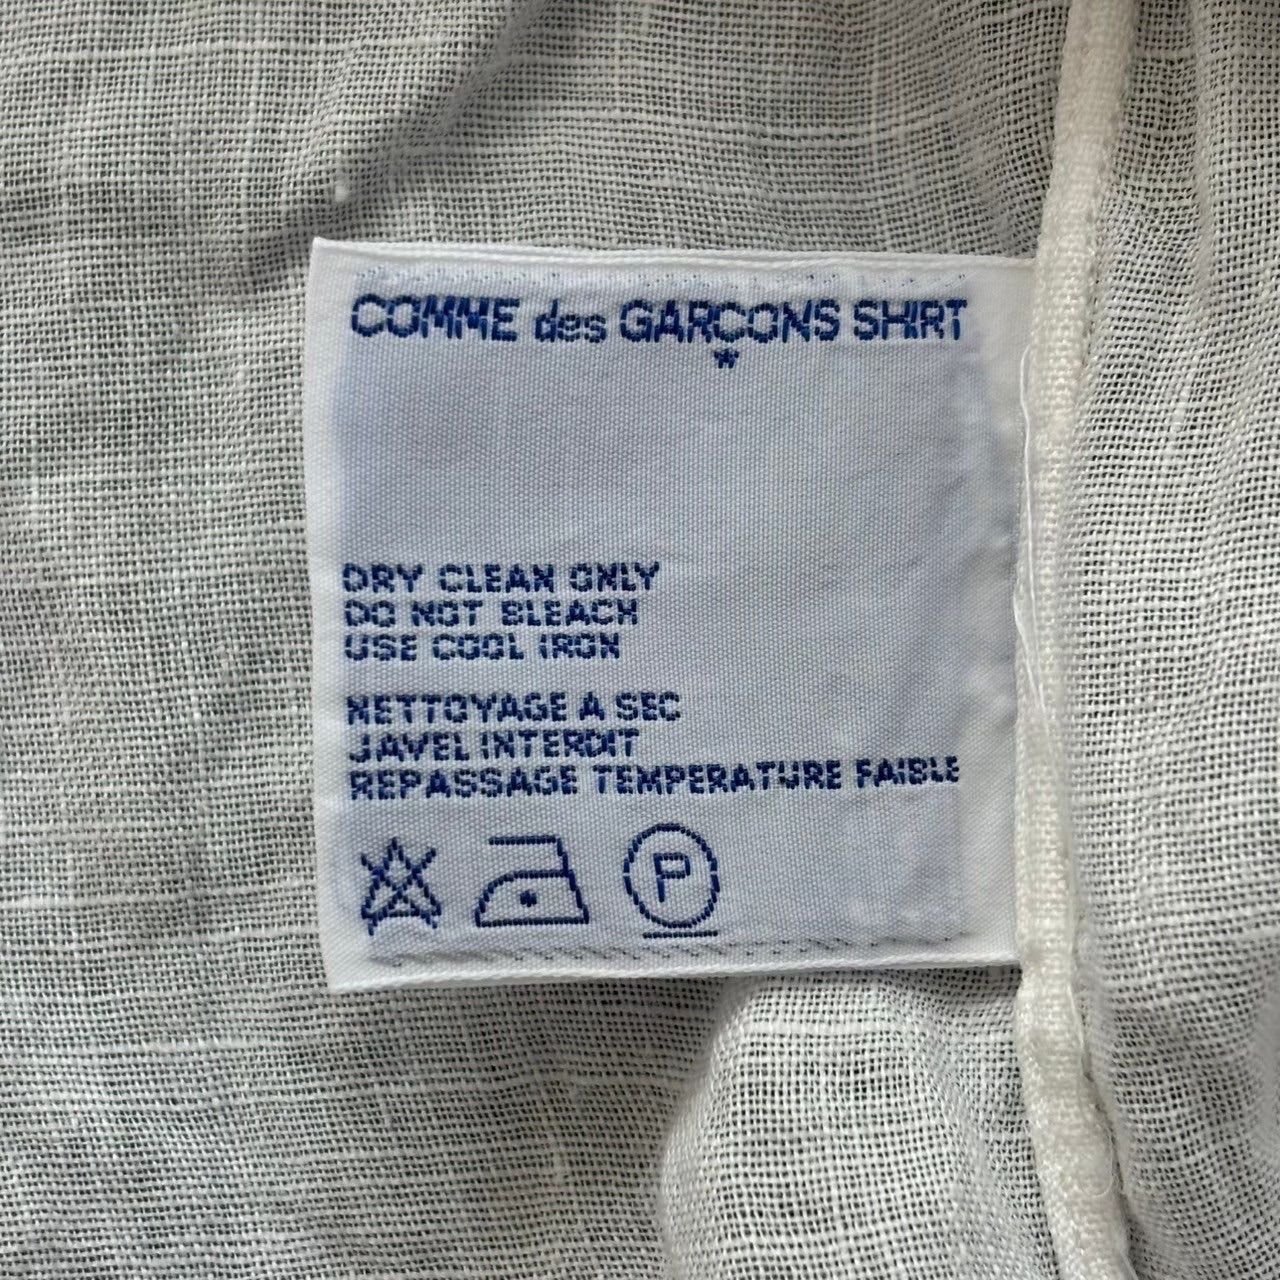 COMME des GARÇONS SHIRT
*
DRY CLEAN ONLY
DO NOT BLEACH
USE COOL IRON
NETTOYAGE A SEC
JAVEL INTERDIT
REPASSAGE TEMPERATURE FAIBLE
P